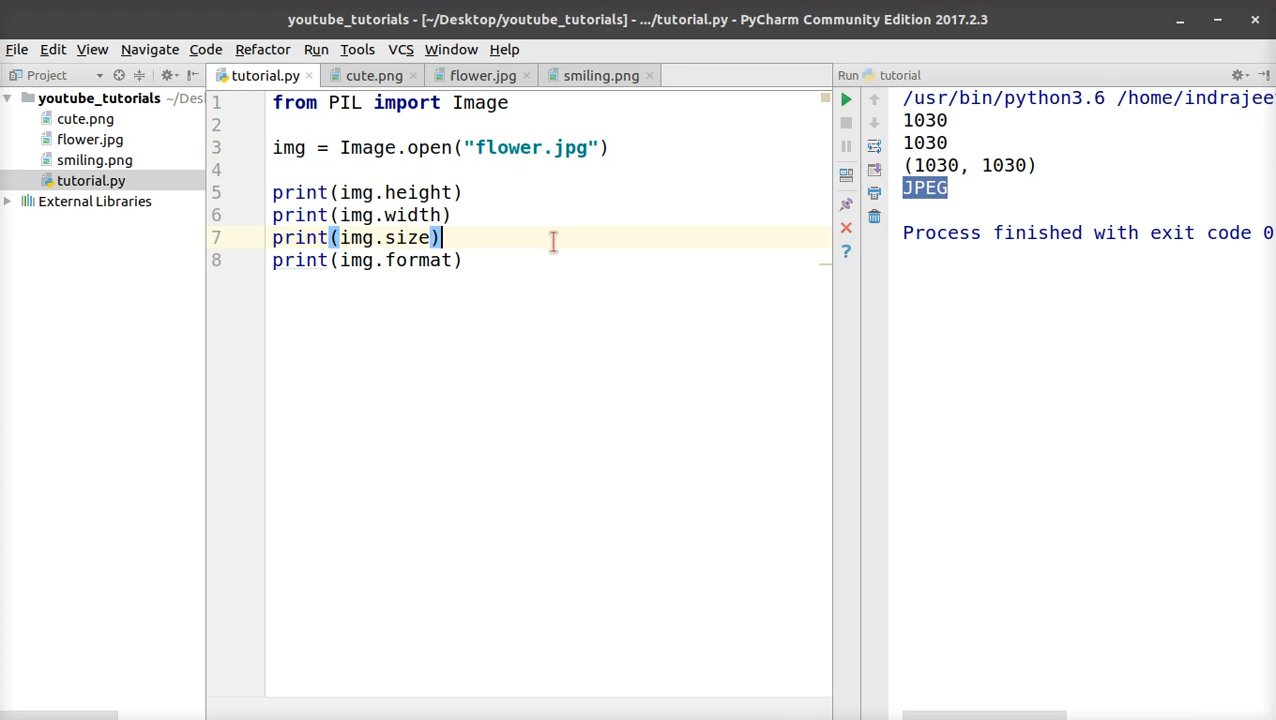 youtube_tutorials - [~/Desktop/youtube_tutorials] - .../tutorial.py - PyCharm Community Edition 2017.2.3
File Edit View Navigate Code Refactor Run Tools VCS Window Help
Project
tutorial.py cute.png flower.jpg smiling.png
Run tutorial
youtube_tutorials ~/Des
cute.png
flower.jpg
smiling.png
tutorial.py
External Libraries
1 from PIL import Image
2
3 img = Image.open("flower.jpg")
4
5 print(img.height)
6 print(img.width)
7 print(img.size)
8 print(img.format)
/usr/bin/python3.6 /home/indrajee
1030
1030
(1030, 1030)
JPEG
Process finished with exit code 0